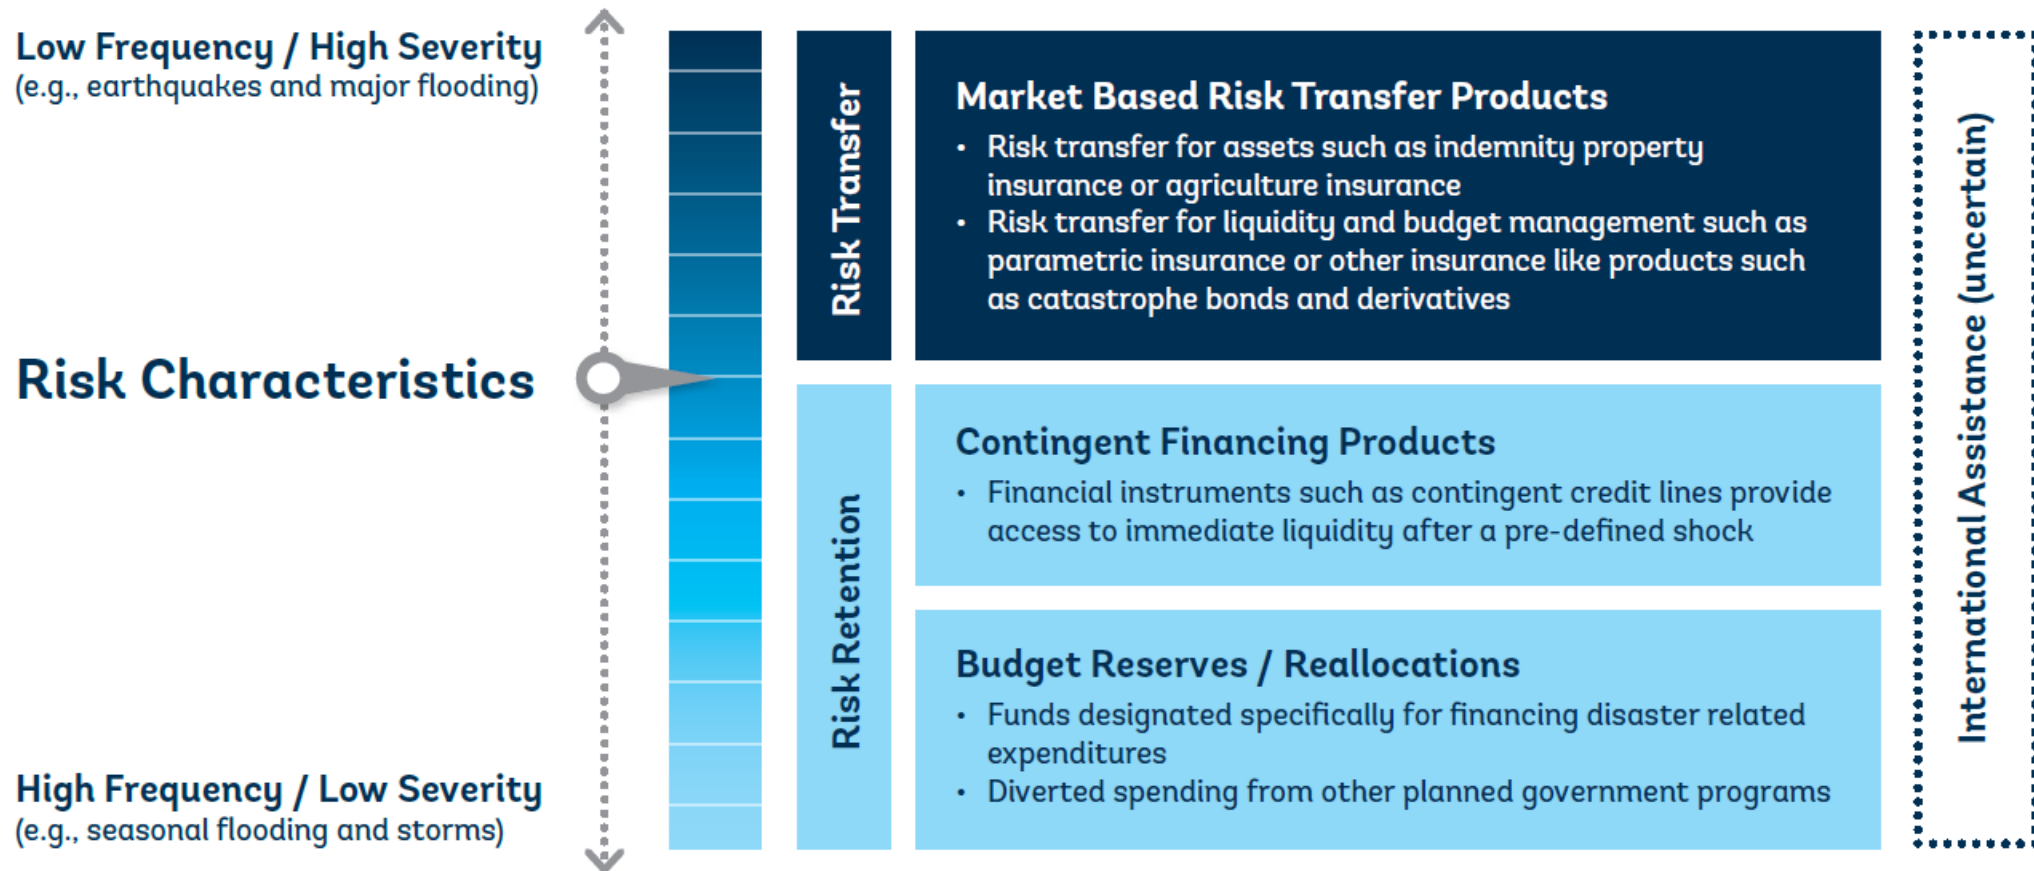 Low Frequency / High Severity
(e.g., earthquakes and major flooding)
Risk Characteristics
High Frequency / Low Severity
(e.g., seasonal flooding and storms)
Risk Transfer
Market Based Risk Transfer Products
• Risk transfer for assets such as indemnity property
insurance or agriculture insurance
• Risk transfer for liquidity and budget management such as
parametric insurance or other insurance like products such
as catastrophe bonds and derivatives
Risk Retention
Contingent Financing Products
• Financial instruments such as contingent credit lines provide
access to immediate liquidity after a pre-defined shock
Budget Reserves / Reallocations
• Funds designated specifically for financing disaster related
expenditures
• Diverted spending from other planned government programs
International Assistance (uncertain)